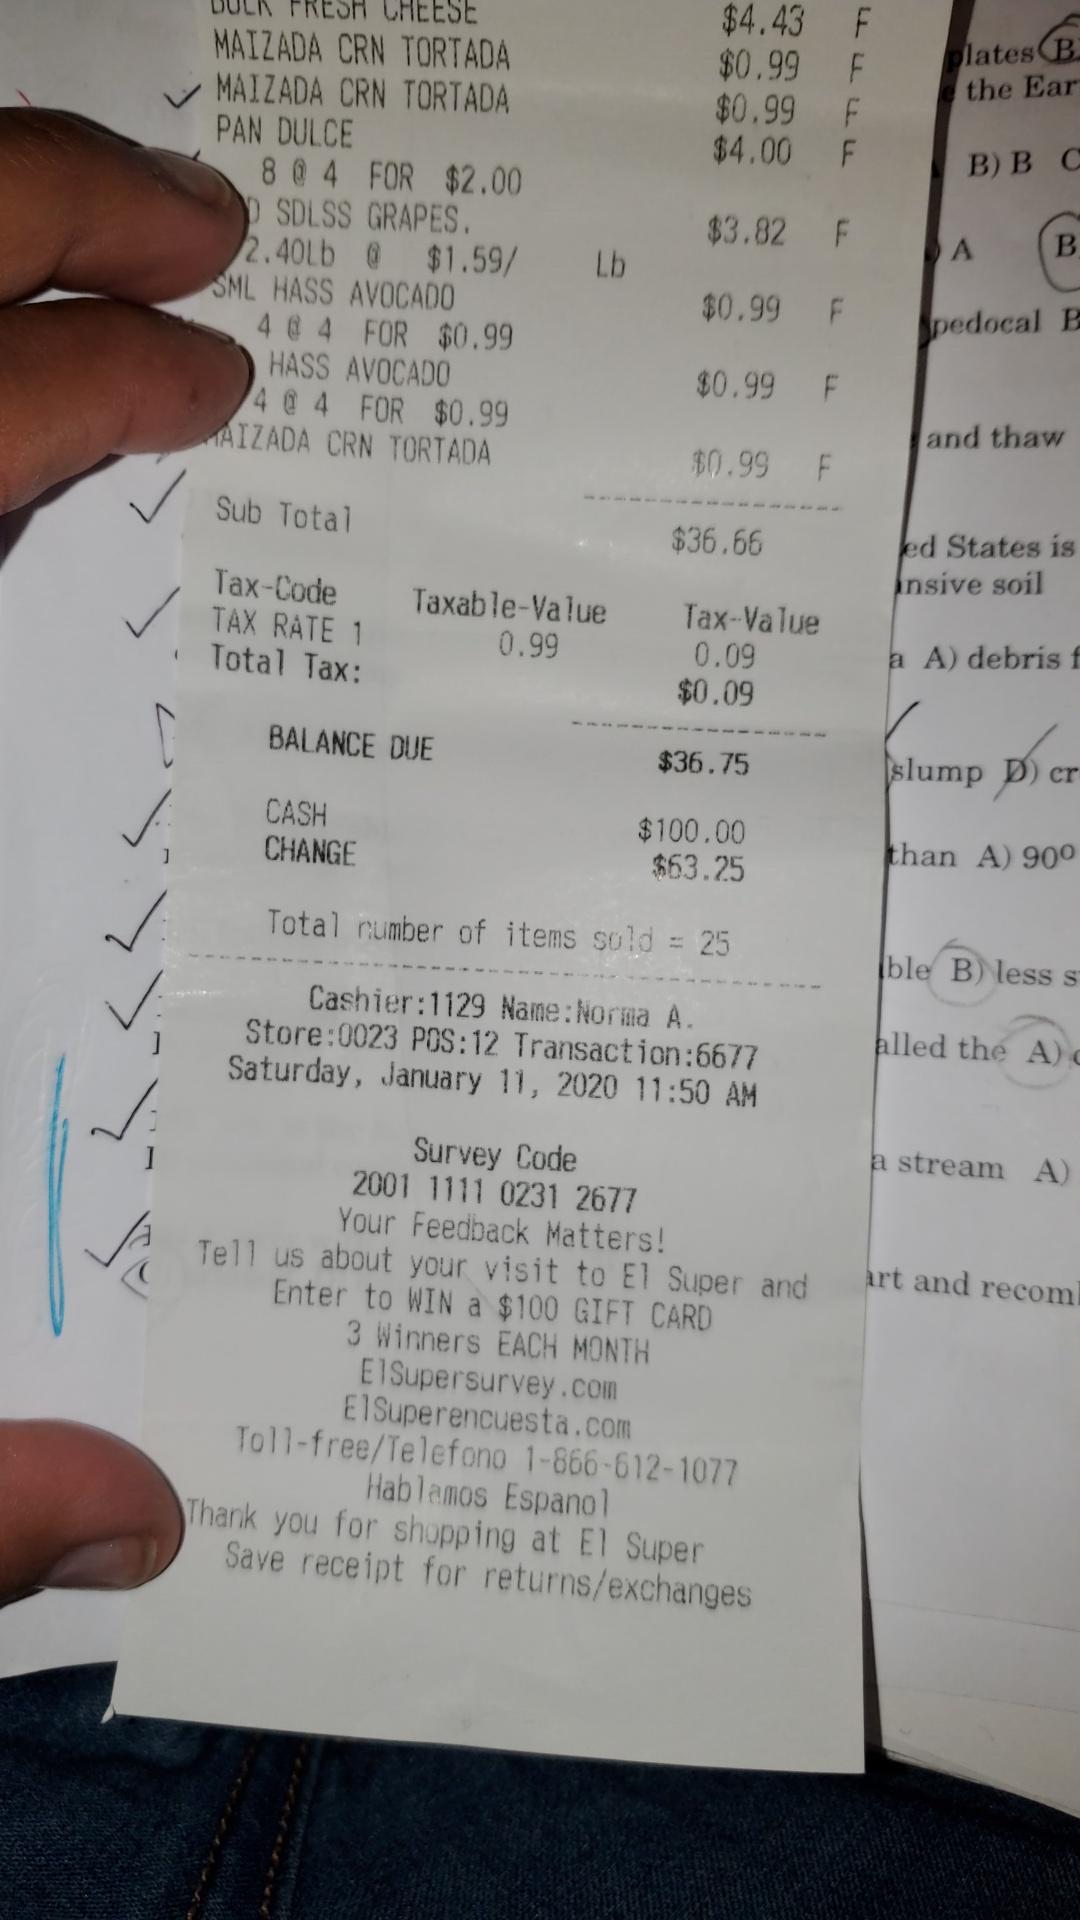 BULK FRESH CHEESE $4.43 F
MAIZADA CRN TORTADA $0.99 F
MAIZADA CRN TORTADA $0.99 F
PAN DULCE $4.00 F
8 @ 4 FOR $2.00
D SDLSS GRAPES. $3.82 F
2.40Lb @ $1.59/ Lb
SML HASS AVOCADO $0.99 F
4 @ 4 FOR $0.99
HASS AVOCADO $0.99 F
4 @ 4 FOR $0.99
MAIZADA CRN TORTADA $0.99 F
Sub Total $36.66
Tax-Code Taxable-Value Tax-Value
TAX RATE 1 0.99 0.09
Total Tax: $0.09
BALANCE DUE $36.75
CASH $100.00
CHANGE $63.25
Total number of items sold = 25
Cashier:1129 Name:Norma A.
Store:0023 POS:12 Transaction:6677
Saturday, January 11, 2020 11:50 AM
Survey Code
2001 1111 0231 2677
Your Feedback Matters!
Tell us about your visit to El Super and
Enter to WIN a $100 GIFT CARD
3 Winners EACH MONTH
ElSupersurvey.com
ElSuperencuesta.com
Toll-free/Telefono 1-866-612-1077
Hablamos Espanol
Thank you for shopping at El Super
Save receipt for returns/exchanges
plates B
the Ear
B) B C
A B
pedocal B
and thaw
ed States is
nsive soil
a A) debris f
slump D) cr
than A) 90º
ble B) less s
alled the A)
a stream A)
art and recom